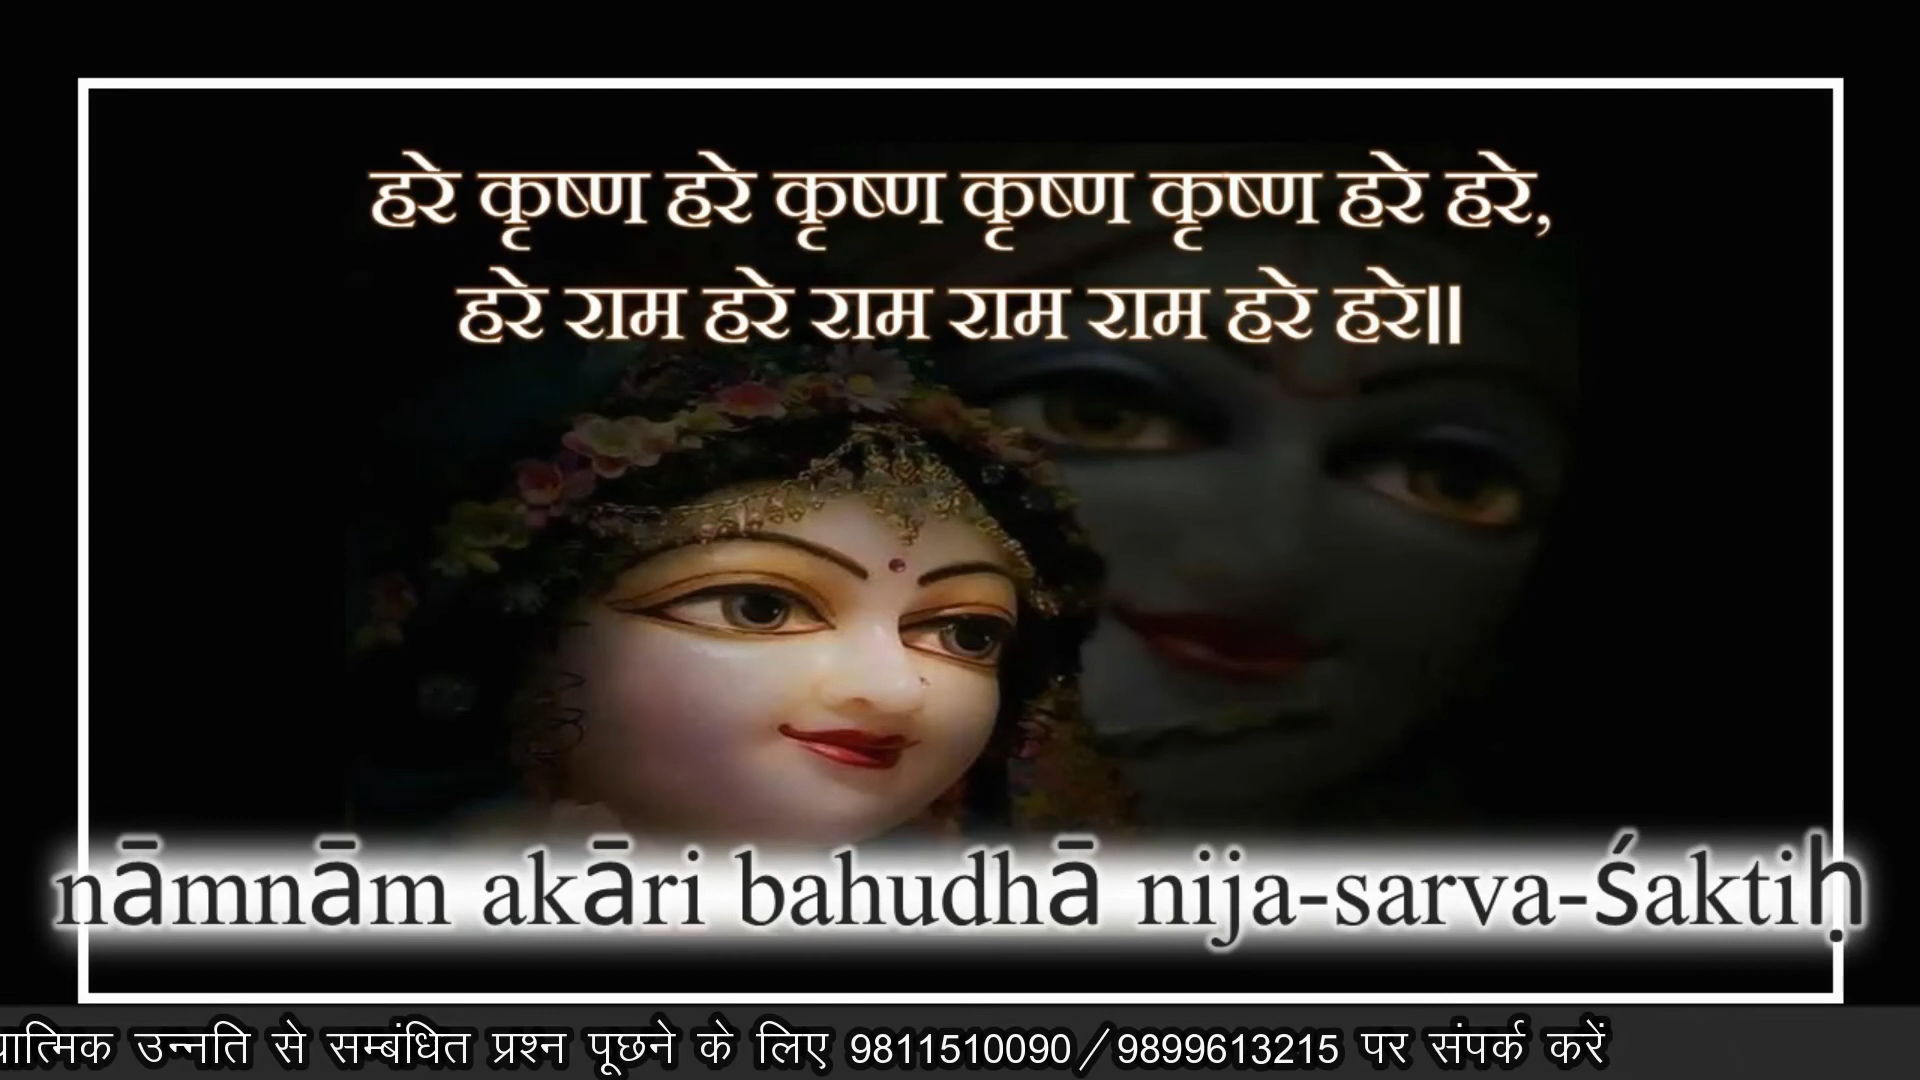 हरे कृष्ण हरे कृष्ण कृष्ण कृष्ण हरे हरे,
हरे राम हरे राम राम राम हरे हरे॥
nāmnām akāri bahudhā nija-sarva-śaktiḥ
उन्नति से सम्बंधित प्रश्न पूछने के लिए 9811510090/9899613215 पर संपर्क करें